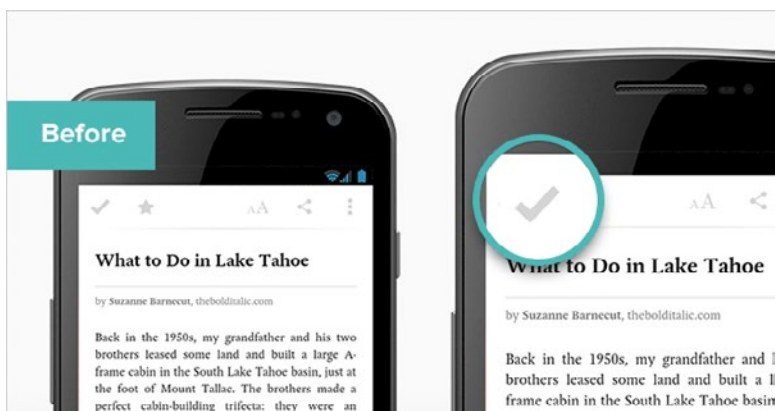 Before
AA
What to Do in Lake Tahoe
by Suzanne Barnecut, thebolditalic.com
Back in the 1950s, my grandfather and his two
brothers leased some land and built a large A-
frame cabin in the South Lake Tahoe basin, just at
the foot of Mount Tallac. The brothers made a
perfect cabin-building trifecta: they were an
AA
What to Do in Lake Tahoe
by Suzanne Barnecut, thebolditalic.com
Back in the 1950s, my grandfather and
brothers leased some land and built a
frame cabin in the South Lake Tahoe basin